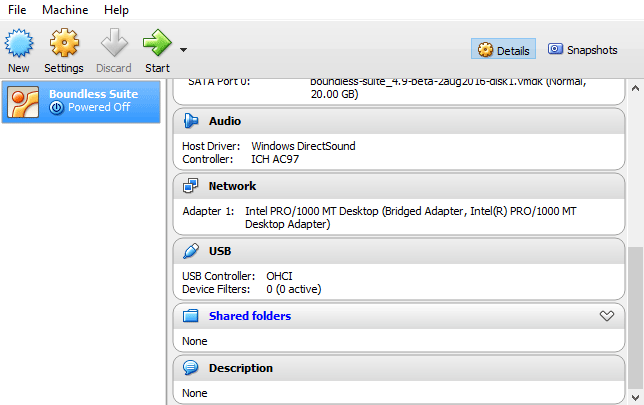 File Machine Help
New Settings Discard Start Details Snapshots
Boundless Suite
Powered Off
SATA Port 0: boundless-suite_4.9-beta-2aug2016-disk1.vmdk (Normal,
20.00 GB)
Audio
Host Driver: Windows DirectSound
Controller: ICH AC97
Network
Adapter 1: Intel PRO/1000 MT Desktop (Bridged Adapter, Intel(R) PRO/1000 MT
Desktop Adapter)
USB
USB Controller: OHCI
Device Filters: 0 (0 active)
Shared folders
None
Description
None